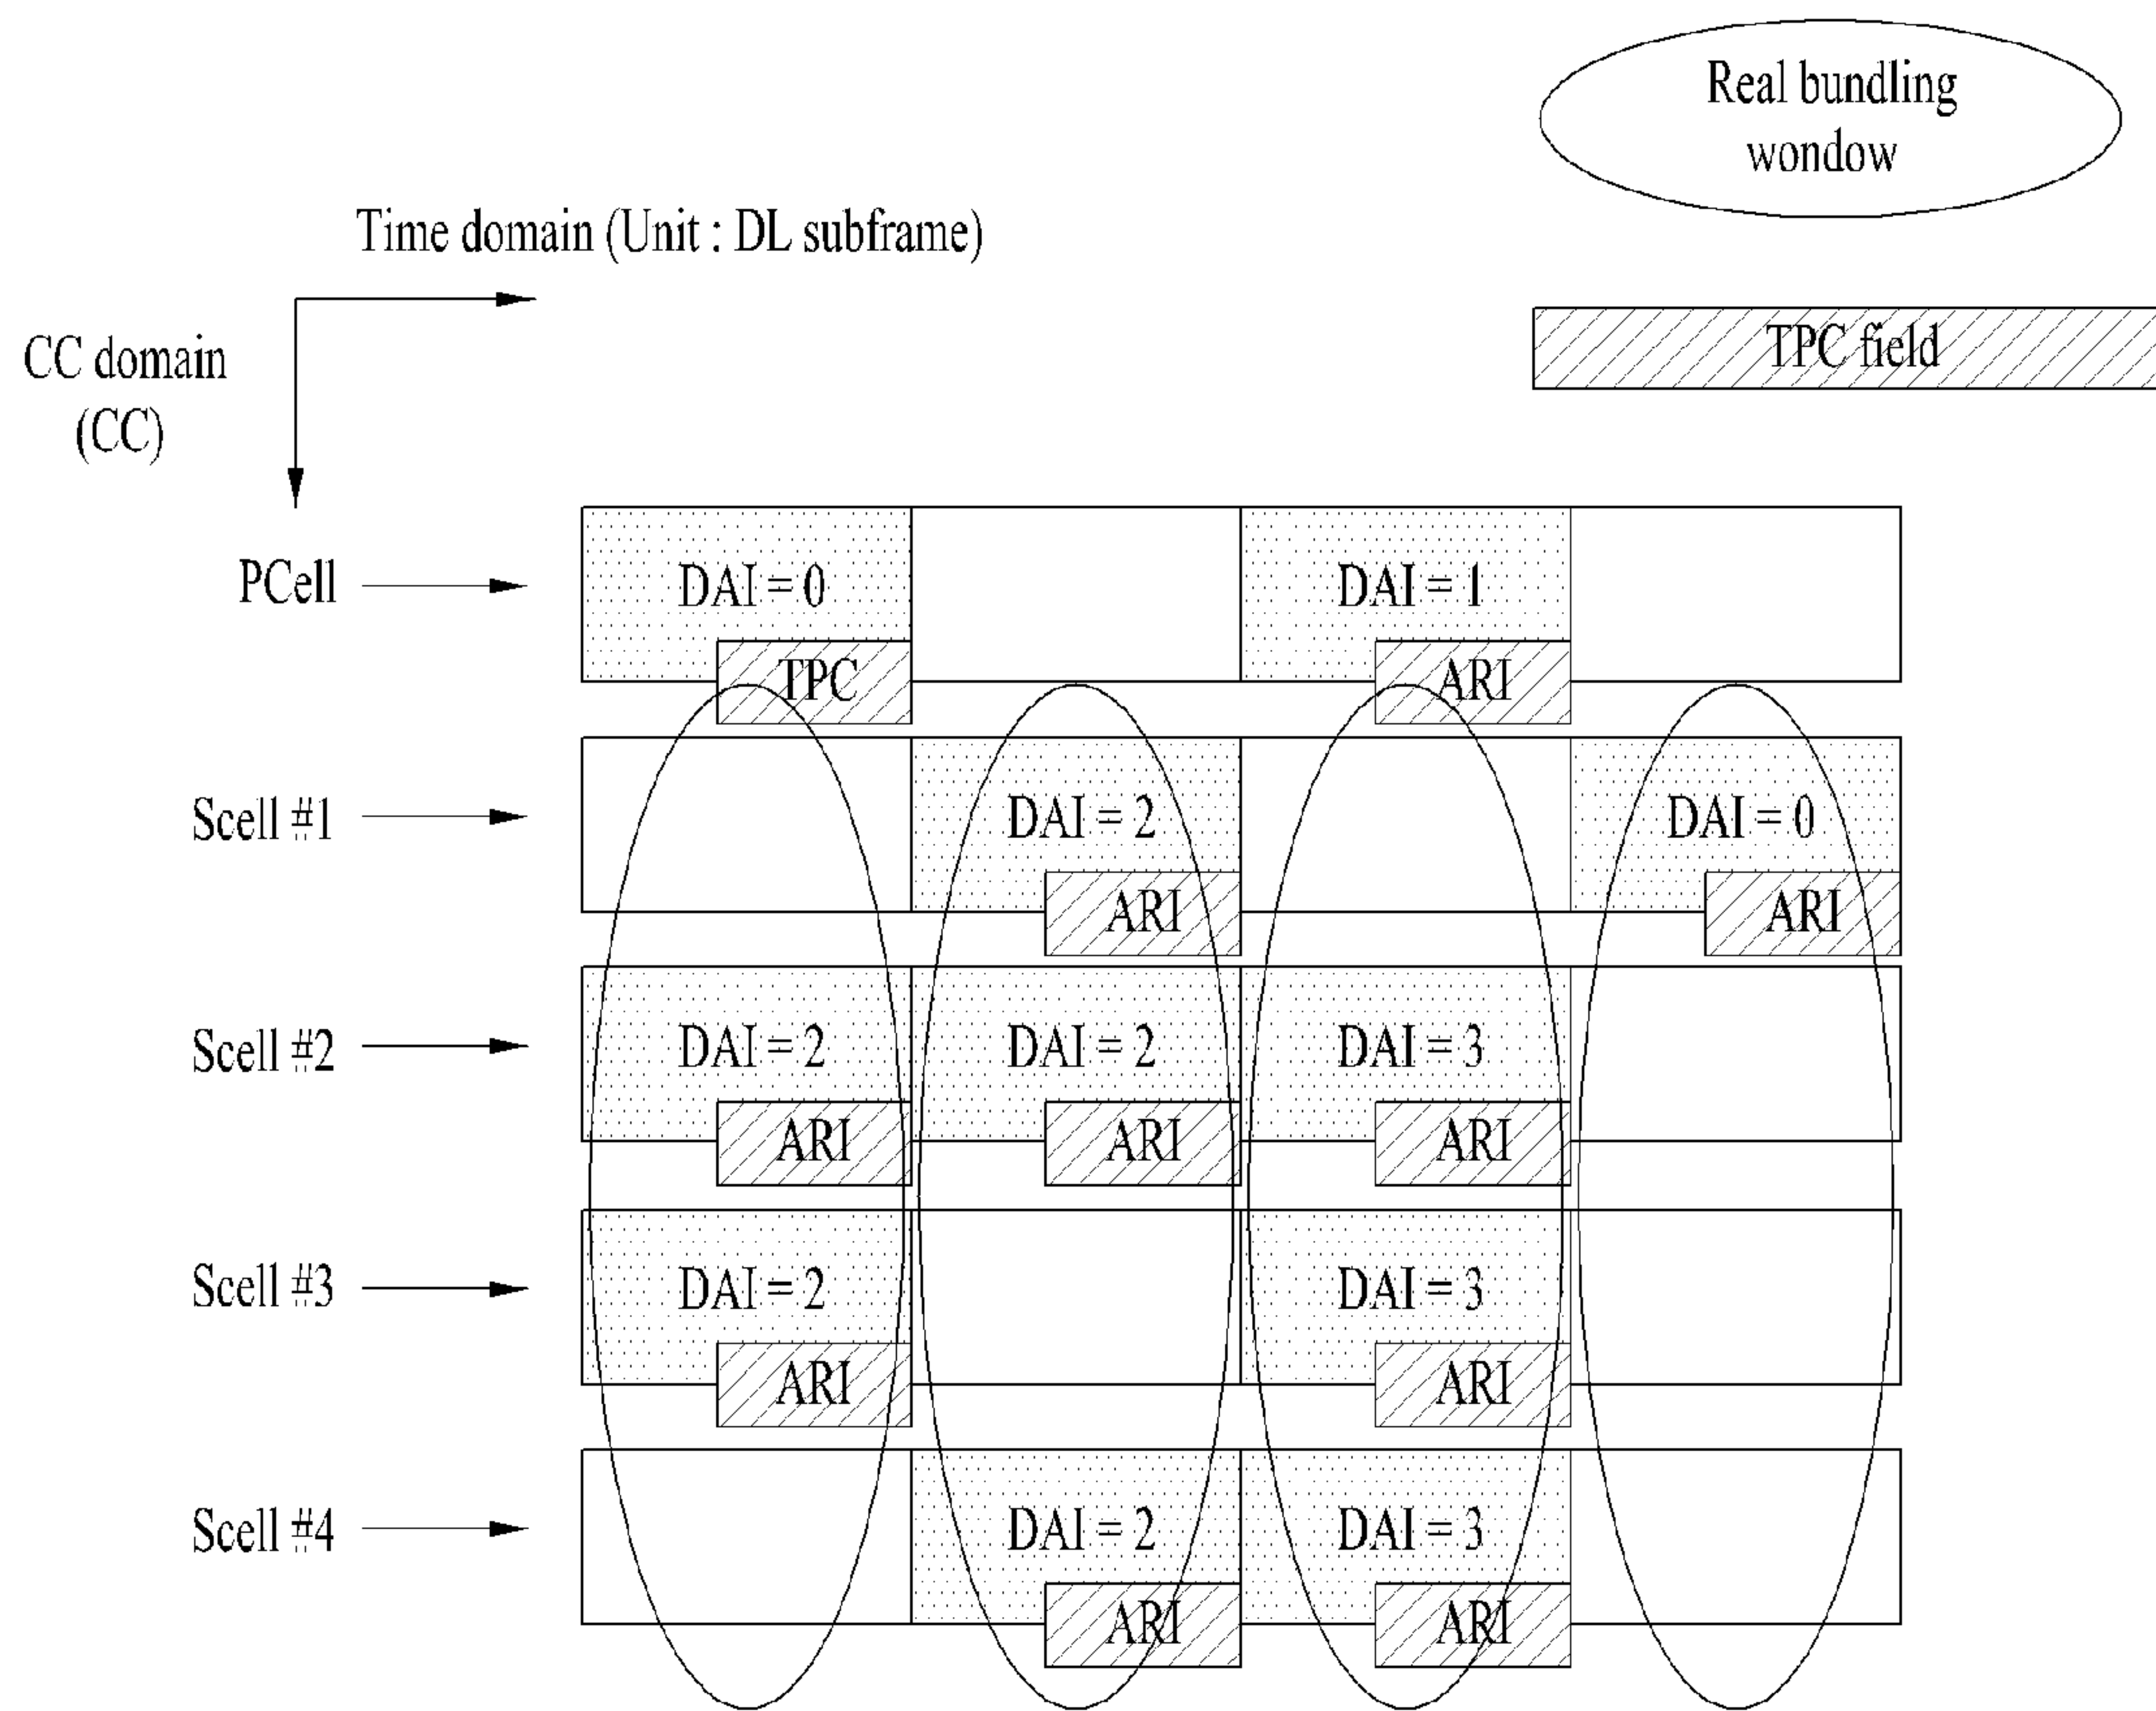 Real bundling
wondow
Time domain (Unit : DL subframe)
TPC field
CC domain
(CC)
PCell
DAI = 0
DAI = 1
TPC
ARI
Scell #1
DAI = 2
DAI = 0
ARI
ARI
Scell #2
DAI = 2
DAI = 2
DAI = 3
ARI
ARI
ARI
Scell #3
DAI = 2
DAI = 3
ARI
ARI
Scell #4
DAI = 2
DAI = 3
ARI
ARI